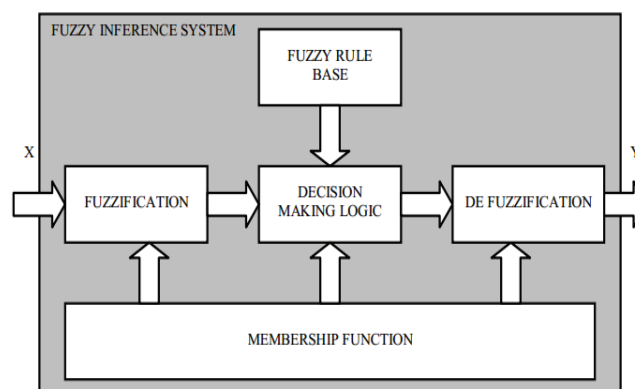 FUZZY INFERENCE SYSTEM
FUZZY RULE
BASE
X
Y
FUZZIFICATION
DECISION
MAKING LOGIC
DE FUZZIFICATION
MEMBERSHIP FUNCTION